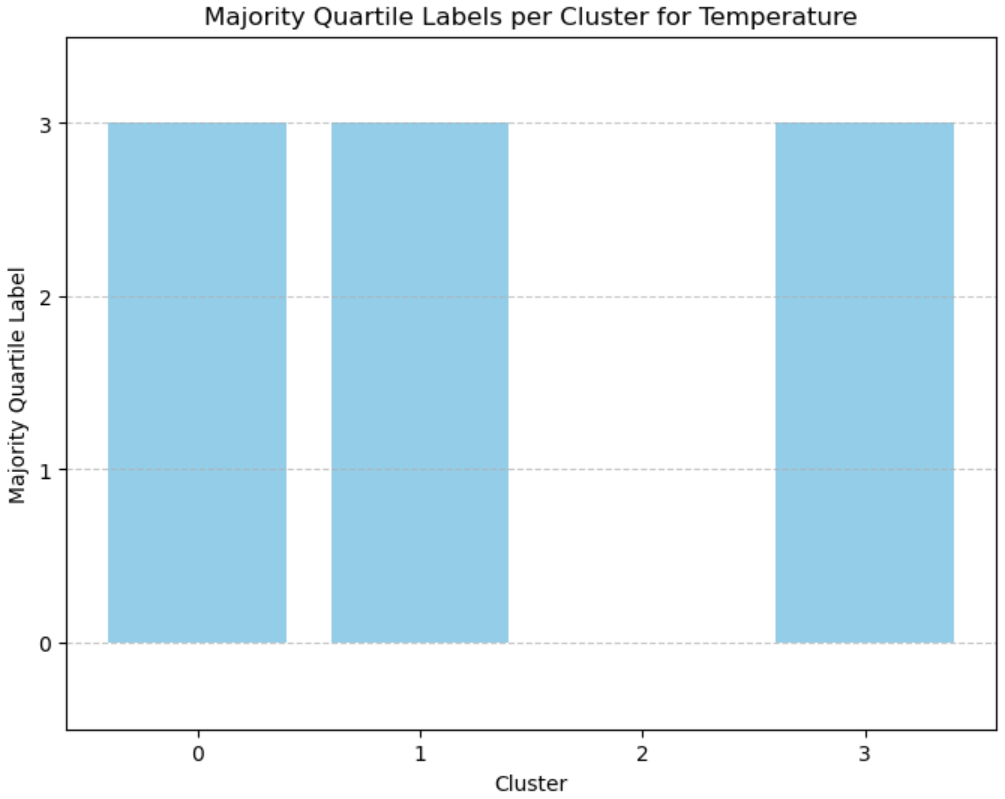 Majority Quartile Labels per Cluster for Temperature
Majority Quartile Label
3
2
1
0
0 1 2 3
Cluster